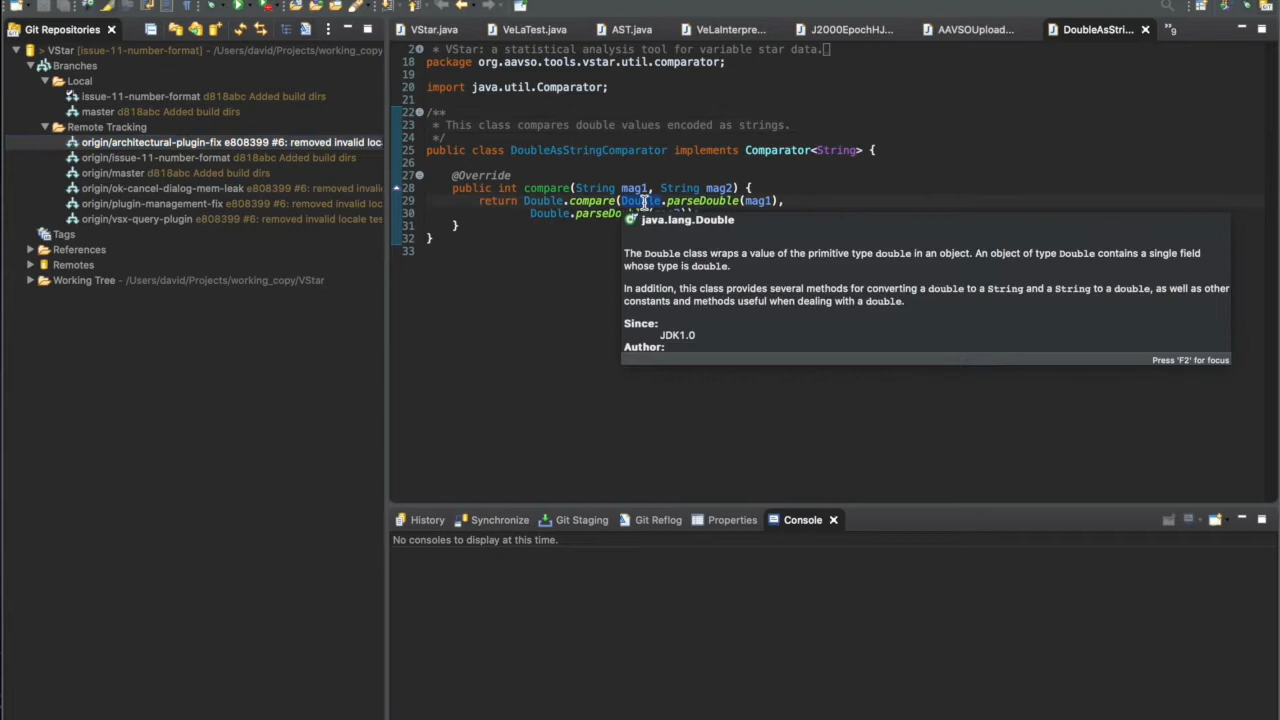 Git Repositories
VStar [issue-11-number-format] - /Users/david/Projects/working_copy
Branches
Local
issue-11-number-format d818abc Added build dirs
master d818abc Added build dirs
Remote Tracking
origin/architectural-plugin-fix e808399 #6: removed invalid loca
origin/issue-11-number-format d818abc Added build dirs
origin/master d818abc Added build dirs
origin/ok-cancel-dialog-mem-leak e808399 #6: removed invalid
origin/plugin-management-fix e808399 #6: removed invalid loca
origin/vsx-query-plugin e808399 #6: removed invalid locale tes
Tags
References
Remotes
Working Tree - /Users/david/Projects/working_copy/VStar
VStar.java
VeLaTest.java
AST.java
VeLaInterpre...
J2000EpochHJ...
AAVSOUpload...
DoubleAsStri...
9
2 * VStar: a statistical analysis tool for variable star data.
18 package org.aavso.tools.vstar.util.comparator;
19
20 import java.util.Comparator;
21
22 /**
23 * This class compares double values encoded as strings.
24 */
25 public class DoubleAsStringComparator implements Comparator<String> {
26
27 @Override
28 public int compare(String mag1, String mag2) {
29 return Double.compare(Double.parseDouble(mag1),
30 Double.parseDo
31 }
32 }
33
java.lang.Double
The Double class wraps a value of the primitive type double in an object. An object of type Double contains a single field
whose type is double.
In addition, this class provides several methods for converting a double to a String and a String to a double, as well as other
constants and methods useful when dealing with a double.
Since:
JDK1.0
Author:
Press 'F2' for focus
History
Synchronize
Git Staging
Git Reflog
Properties
Console
No consoles to display at this time.